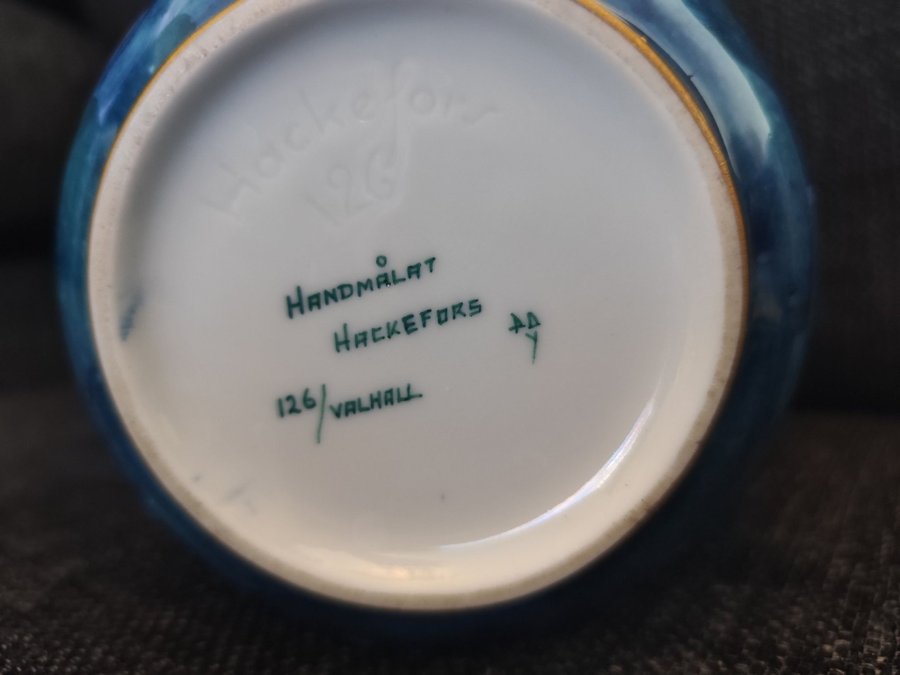 Hackefors
126
HANDMÅLAT
HACKEFORS
126/VALHALL